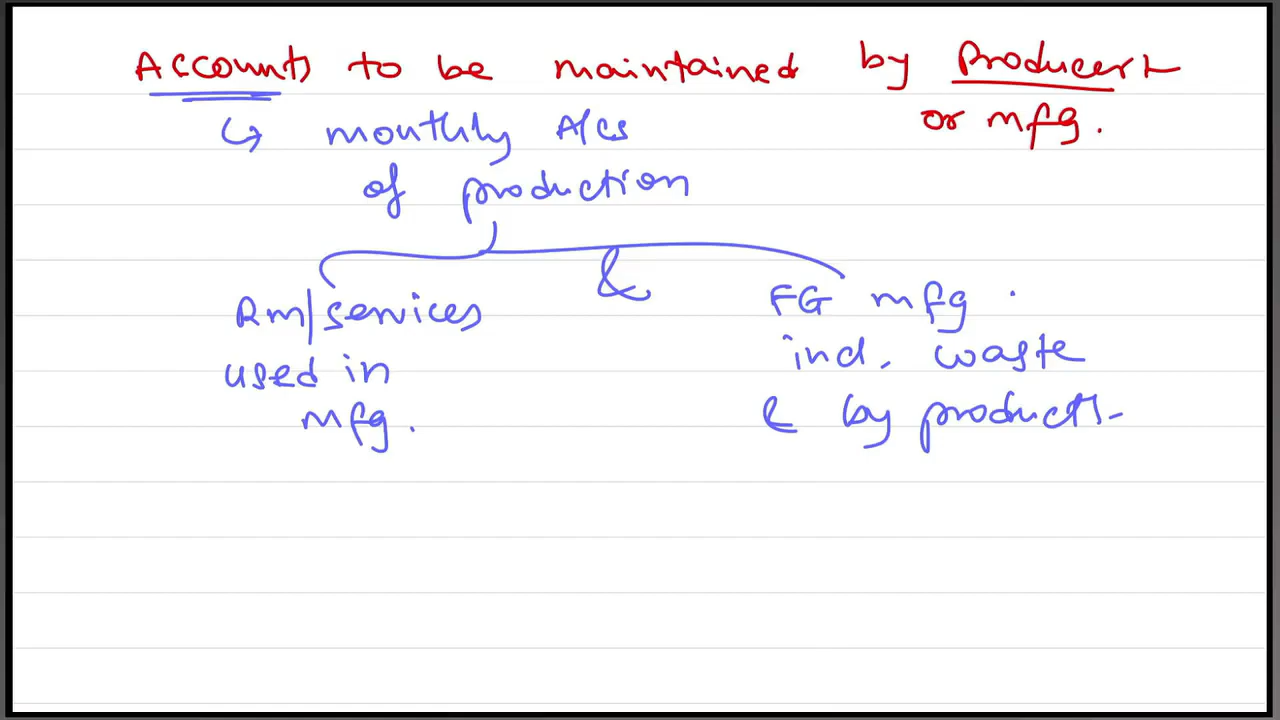 Accounts to be maintained by Producer
or mfg.
↳ monthly A/cs
of production
&
Rm/services
used in
mfg.
FG mfg.
incl. waste
& by products